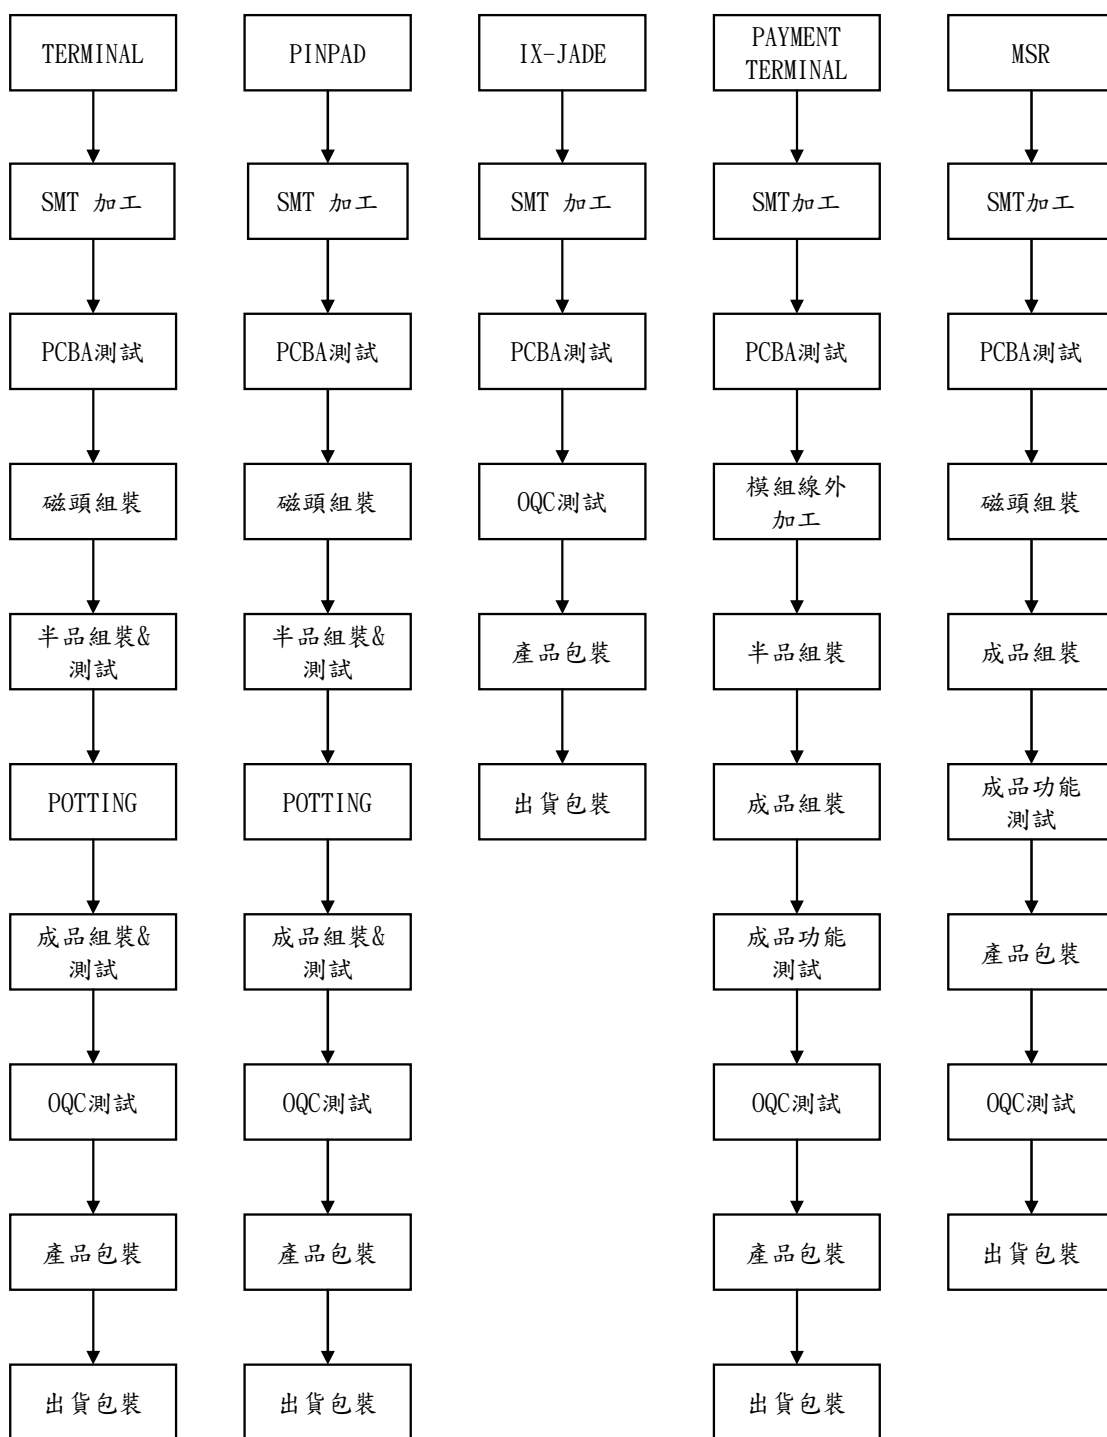 TERMINAL
SMT 加工
PCBA測試
磁頭組裝
半品組裝&
測試
POTTING
成品組裝&
測試
OQC測試
產品包裝
出貨包裝
PINPAD
SMT 加工
PCBA測試
磁頭組裝
半品組裝&
測試
POTTING
成品組裝&
測試
OQC測試
產品包裝
出貨包裝
IX-JADE
SMT 加工
PCBA測試
OQC測試
產品包裝
出貨包裝
PAYMENT
TERMINAL
SMT加工
PCBA測試
模組線外
加工
半品組裝
成品組裝
成品功能
測試
OQC測試
產品包裝
出貨包裝
MSR
SMT加工
PCBA測試
磁頭組裝
成品組裝
成品功能
測試
產品包裝
OQC測試
出貨包裝